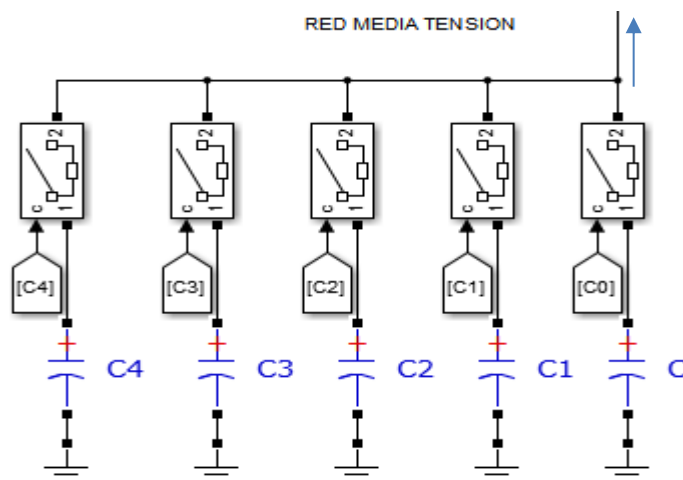 RED MEDIA TENSION
2 2 2 2 2
c 1 c 1 c 1 c 1 c 1
[C4] [C3] [C2] [C1] [C0]
+ + + + +
C4 C3 C2 C1 C